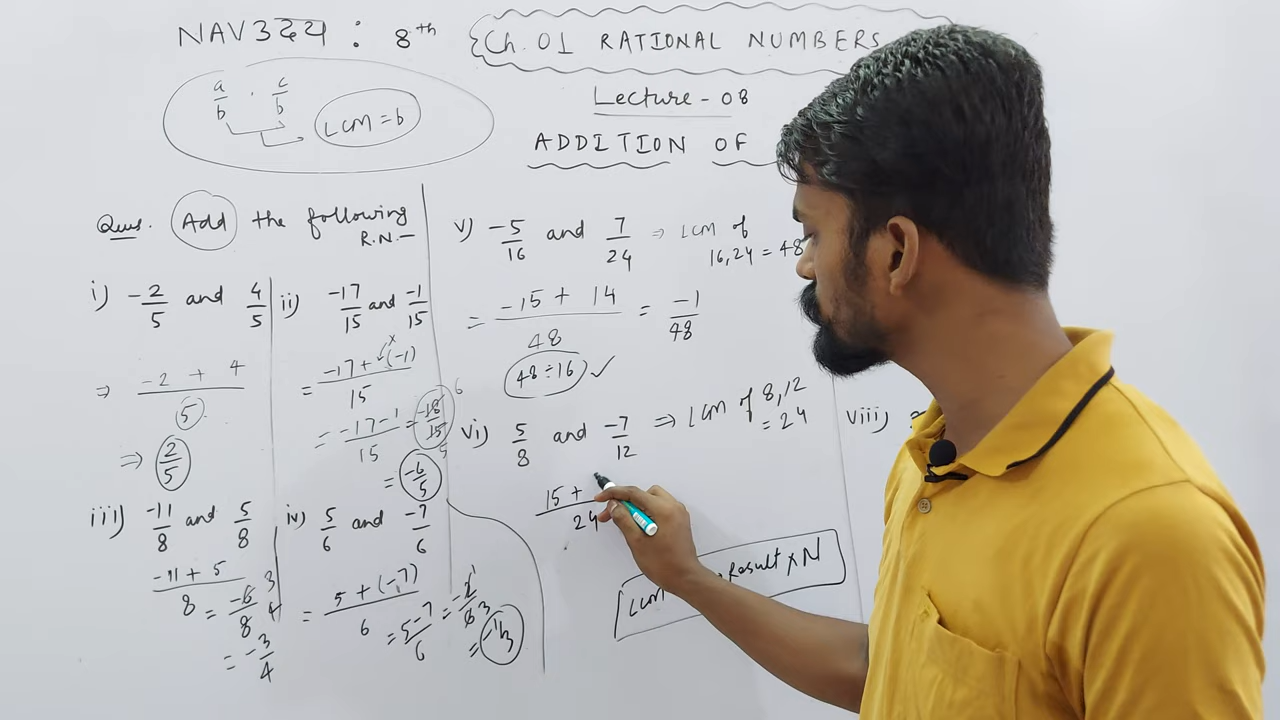 NAV3दय : 8th
Ch. 01 RATIONAL NUMBERS
Lecture - 08
ADDITION OF
a/b , c/b
LCM = b
Ques. Add the following
R.N.
i) -2/5 and 4/5
⇒ -2 + 4 / 5
⇒ 2/5
ii) -17/15 and -1/15
= -17 + (-1) / 15
= -17-1 / 15 = -18/15
= -6/5
iii) -11/8 and 5/8
-11 + 5 / 8 = -6/8
= -3/4
iv) 5/6 and -7/6
= 5 + (-7) / 6
= 5-7 / 6 = -2/6
= -1/3
v) -5/16 and 7/24 ⇒ LCM of
16,24 = 48
= -15 + 14 / 48 = -1/48
48 ÷ 16 ✓
vi) 5/8 and -7/12 ⇒ LCM of 8,12
= 24
15 + / 24
LCM Result × N
viii)